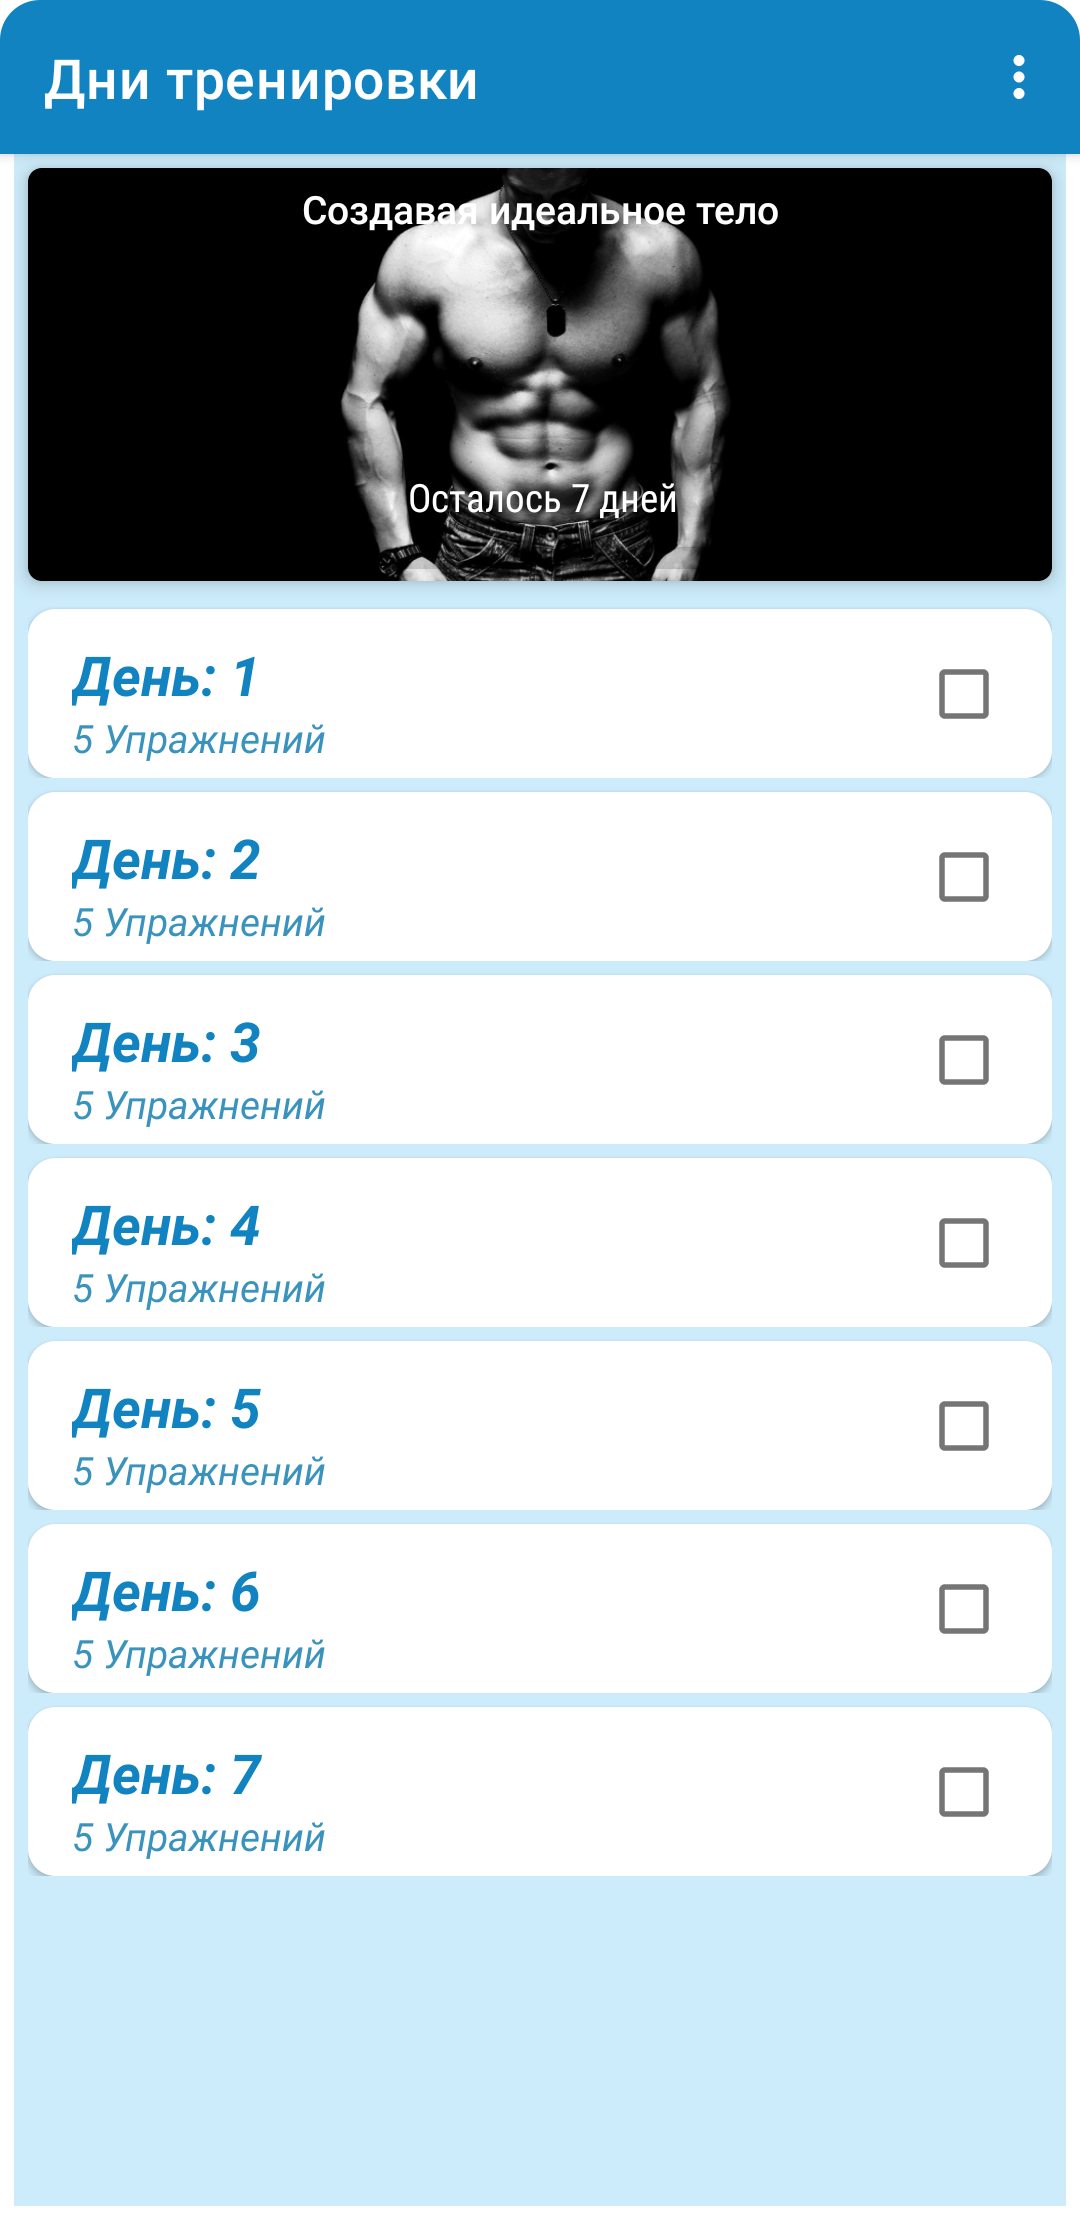 Дни тренировки
Создавая идеальное тело
Осталось 7 дней
День: 1
5 Упражнений
День: 2
5 Упражнений
День: 3
5 Упражнений
День: 4
5 Упражнений
День: 5
5 Упражнений
День: 6
5 Упражнений
День: 7
5 Упражнений